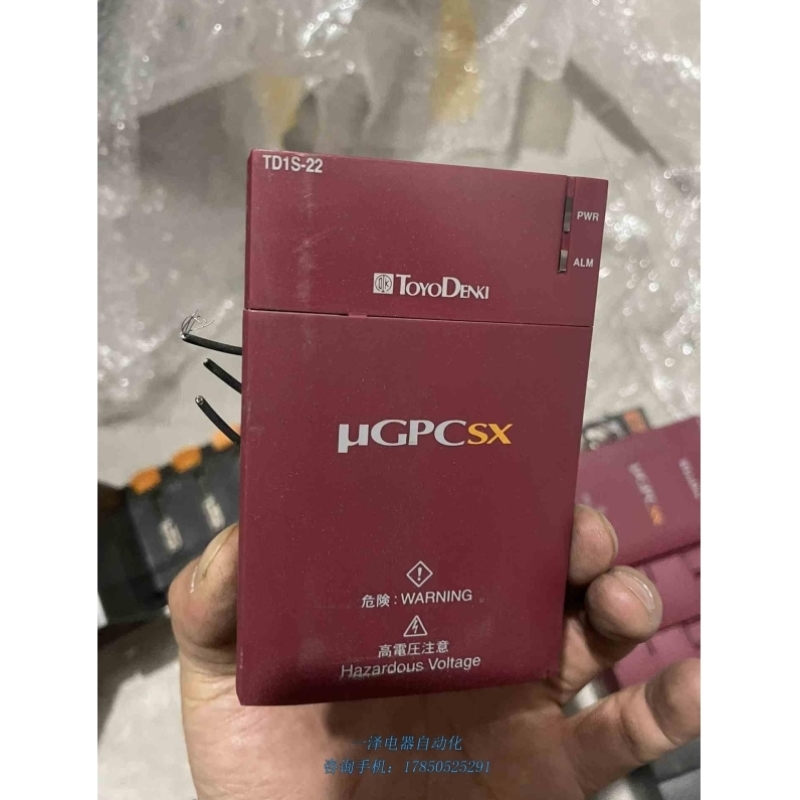 TD1S-22
PWR
ALM
TOYODENKI
µGPCsx
危険 : WARNING
高電圧注意
Hazardous Voltage
一泽电器自动化
咨询手机：17850525291